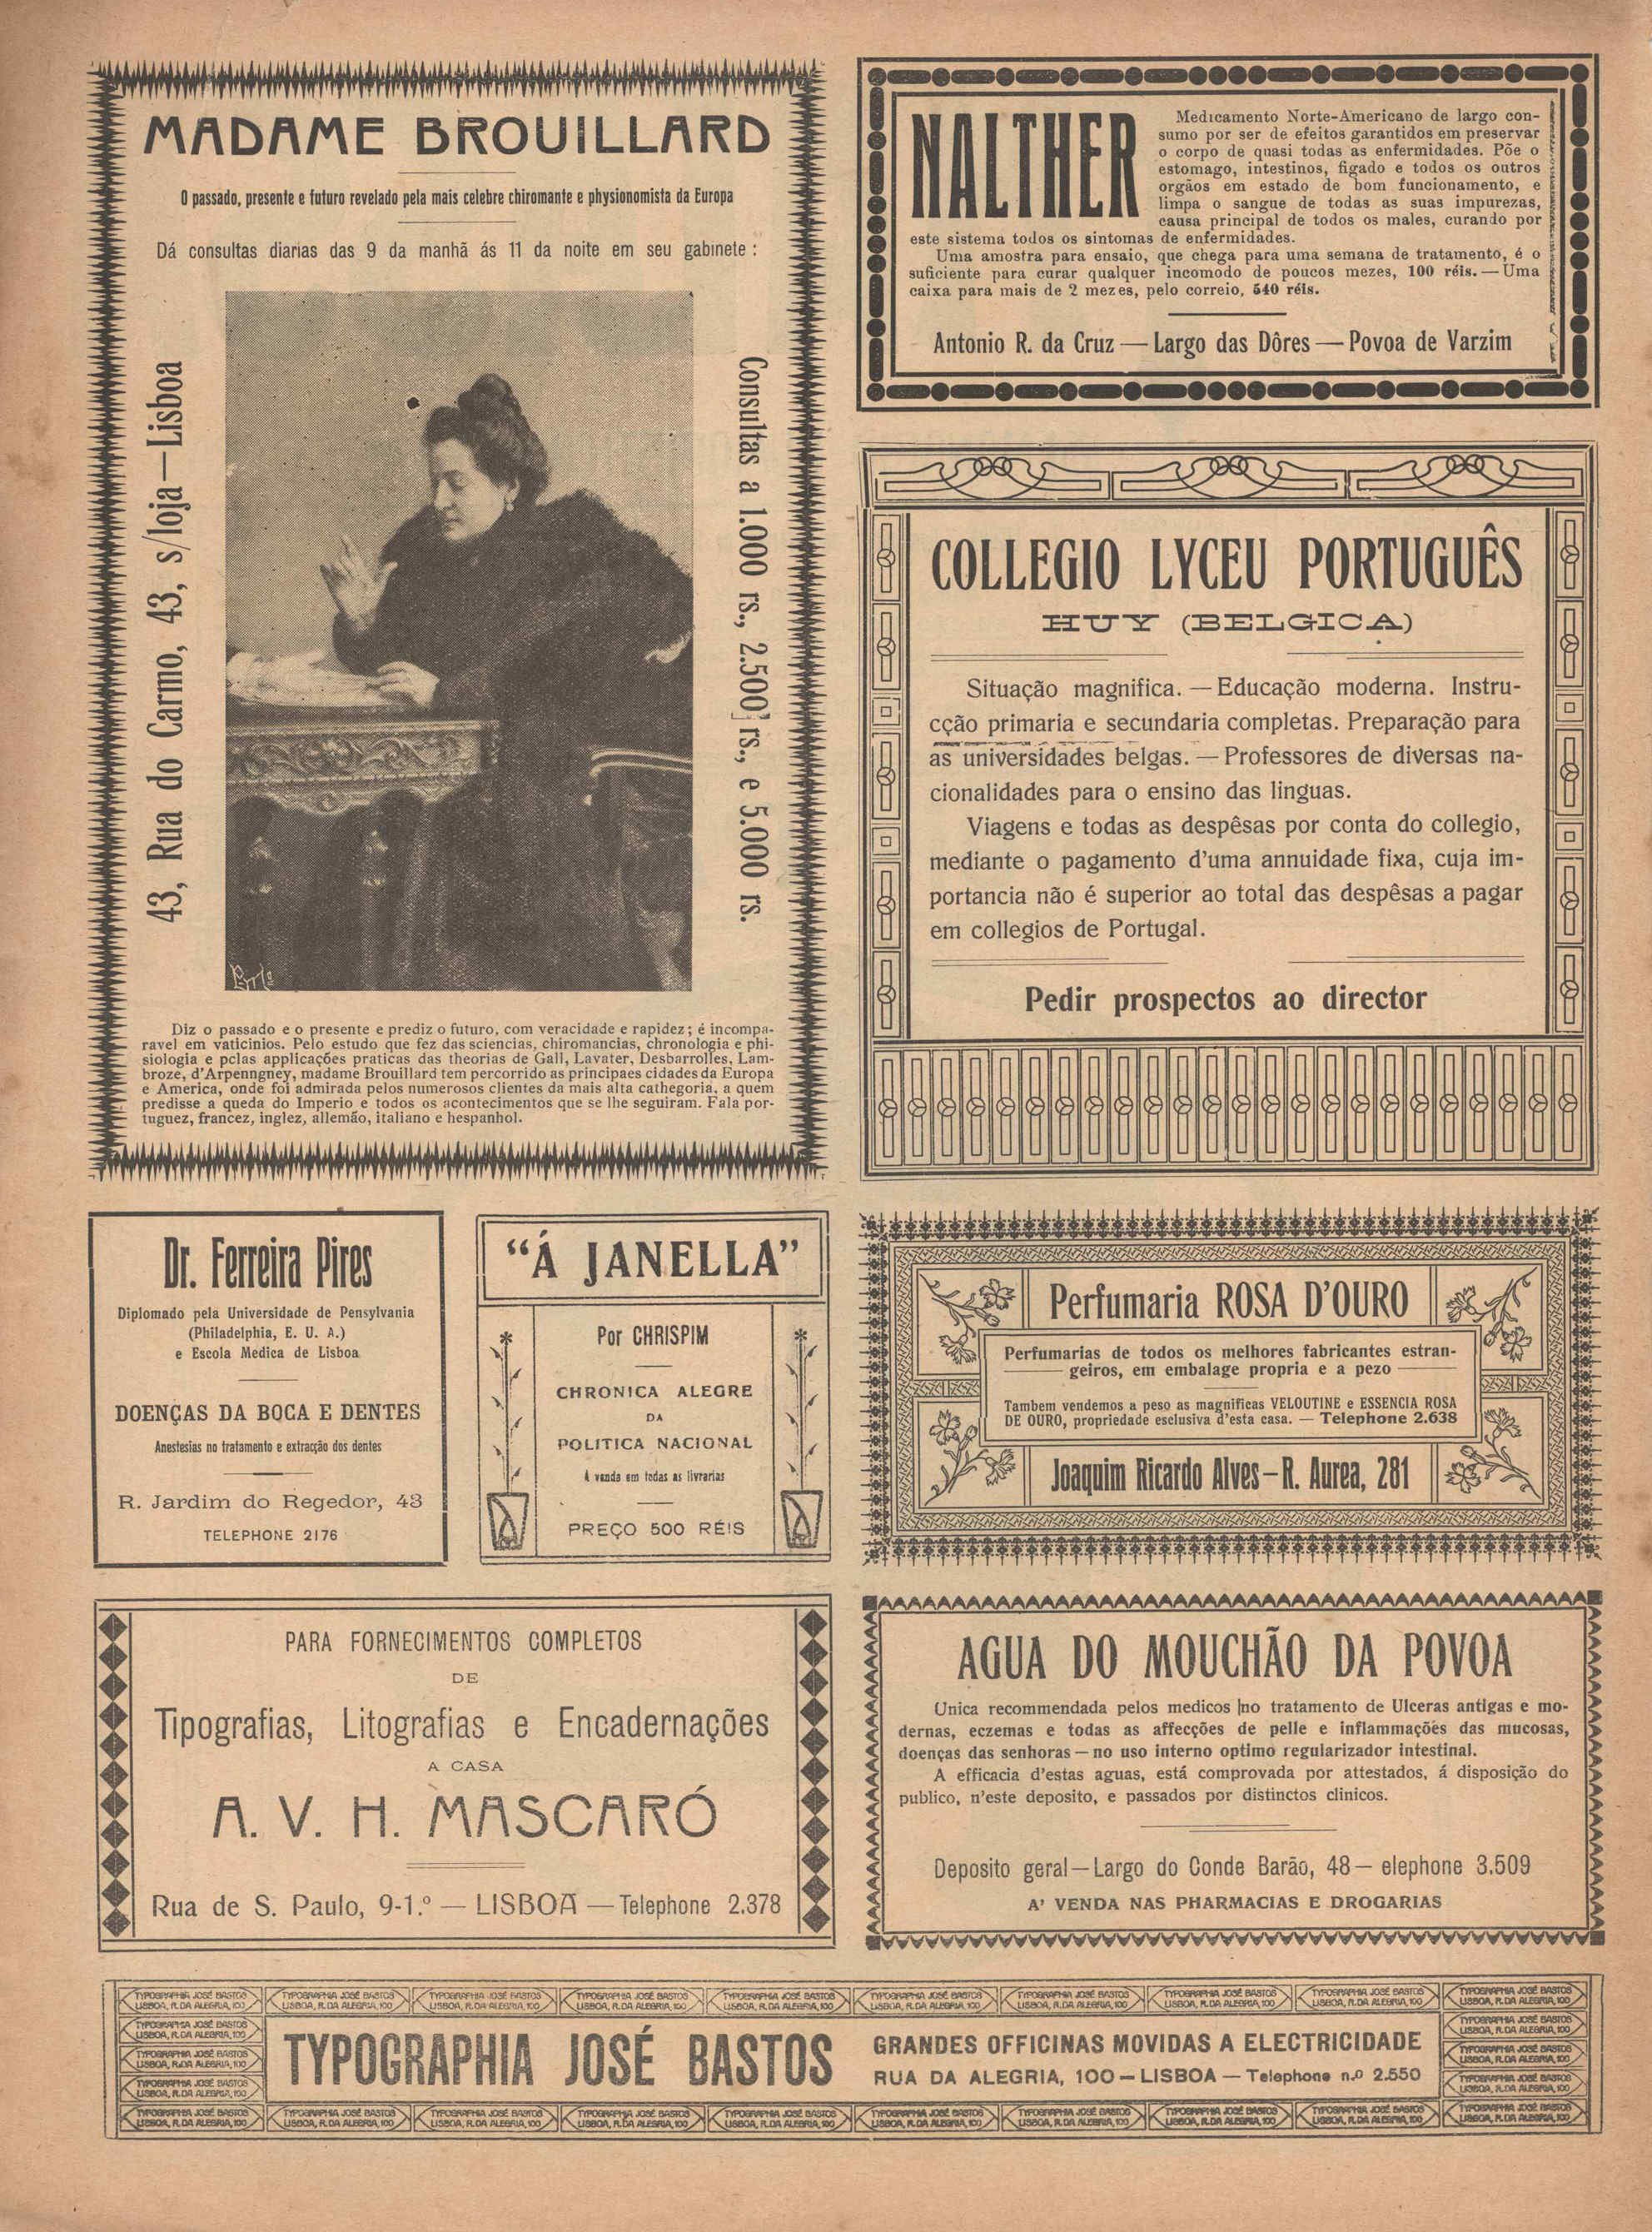 MADAME BROUILLARD
O passado, presente e futuro revelado pela mais celebre chiromante e physionomista da Europa
Dá consultas diarias das 9 da manhã ás 11 da noite em seu gabinete:
43, Rua do Carmo, 43, s/loja—Lisboa
Consultas a 1.000 rs., 2.500 rs., e 5.000 rs.
Diz o passado e o presente e prediz o futuro, com veracidade e rapidez; é incompa-
ravel em vaticinios. Pelo estudo que fez das sciencias, chiromancias, chronologia e phi-
siologia e pelas applicações praticas das theorias de Gall, Lavater, Desbarrolles, Lam-
broze, d'Arpenngney, madame Brouillard tem percorrido as principaes cidades da Europa
e America, onde foi admirada pelos numerosos clientes da mais alta cathegoria, a quem
predisse a queda do Imperio e todos os acontecimentos que se lhe seguiram. Fala por-
tuguez, francez, inglez, allemão, italiano e hespanhol.
NALTHER
Medicamento Norte-Americano de largo con-
sumo por ser de efeitos garantidos em preservar
o corpo de quasi todas as enfermidades. Põe o
estomago, intestinos, figado e todos os outros
orgãos em estado de bom funcionamento, e
limpa o sangue de todas as suas impurezas,
causa principal de todos os males, curando por
este sistema todos os sintomas de enfermidades.
Uma amostra para ensaio, que chega para uma semana de tratamento, é o
suficiente para curar qualquer incomodo de poucos mezes, 100 réis.—Uma
caixa para mais de 2 mezes, pelo correio, 540 réis.
Antonio R. da Cruz—Largo das Dôres—Povoa de Varzim
COLLEGIO LYCEU PORTUGUÊS
HUY (BELGICA)
Situação magnifica.—Educação moderna. Instru-
cção primaria e secundaria completas. Preparação para
as universidades belgas.—Professores de diversas na-
cionalidades para o ensino das linguas.
Viagens e todas as despêsas por conta do collegio,
mediante o pagamento d'uma annuidade fixa, cuja im-
portancia não é superior ao total das despêsas a pagar
em collegios de Portugal.
Pedir prospectos ao director
Dr. Ferreira Pires
Diplomado pela Universidade de Pensylvania
(Philadelphia, E. U. A.)
e Escola Medica de Lisboa
DOENÇAS DA BOCA E DENTES
Anestesias no tratamento e extracção dos dentes
R. Jardim do Regedor, 43
TELEPHONE 2176
"Á JANELLA"
Por CHRISPIM
CHRONICA ALEGRE
DA
POLITICA NACIONAL
Á venda em todas as livrarias
PREÇO 500 RÉIS
Perfumaria ROSA D'OURO
Perfumarias de todos os melhores fabricantes estran-
geiros, em embalage propria e a pezo
Tambem vendemos a peso as magnificas VELOUTINE e ESSENCIA ROSA
DE OURO, propriedade esclusiva d'esta casa. — Telephone 2.638
Joaquim Ricardo Alves—R. Aurea, 281
PARA FORNECIMENTOS COMPLETOS
DE
Tipografias, Litografias e Encadernações
A CASA
A. V. H. MASCARÓ
Rua de S. Paulo, 9-1.º — LISBOA — Telephone 2.378
AGUA DO MOUCHÃO DA POVOA
Unica recommendada pelos medicos no tratamento de Ulceras antigas e mo-
dernas, eczemas e todas as affecções de pelle e inflammações das mucosas,
doenças das senhoras—no uso interno optimo regularizador intestinal.
A efficacia d'estas aguas, está comprovada por attestados, á disposição do
publico, n'este deposito, e passados por distinctos clinicos.
Deposito geral—Largo do Conde Barão, 48— elephone 3.509
A' VENDA NAS PHARMACIAS E DROGARIAS
TYPOGRAPHIA JOSÉ BASTOS
GRANDES OFFICINAS MOVIDAS A ELECTRICIDADE
RUA DA ALEGRIA, 100—LISBOA—Telephone n.º 2.550
TYPOGRAPHIA JOSÉ BASTOS
LISBOA, R. DA ALEGRIA, 100